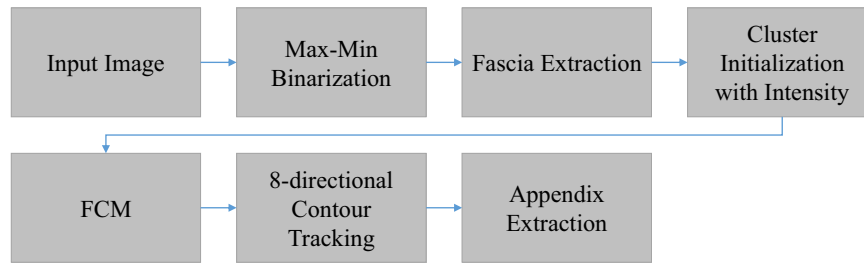 Input Image
Max-Min
Binarization
Fascia Extraction
Cluster
Initialization
with Intensity
FCM
8-directional
Contour
Tracking
Appendix
Extraction